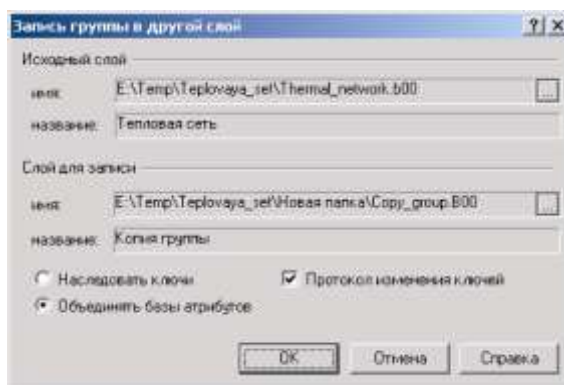 Запись группы в другой слой
Исходный слой
имя: E:\Temp\Teplovaya_set\Thermal_network.b00 ...
название: Тепловая сеть
Слой для записи
имя: E:\Temp\Teplovaya_set\Новая папка\Copy_group.B00 ...
название: Копия группы
Наследовать ключи Протокол изменения ключей
Объединять базы атрибутов
OK Отмена Справка